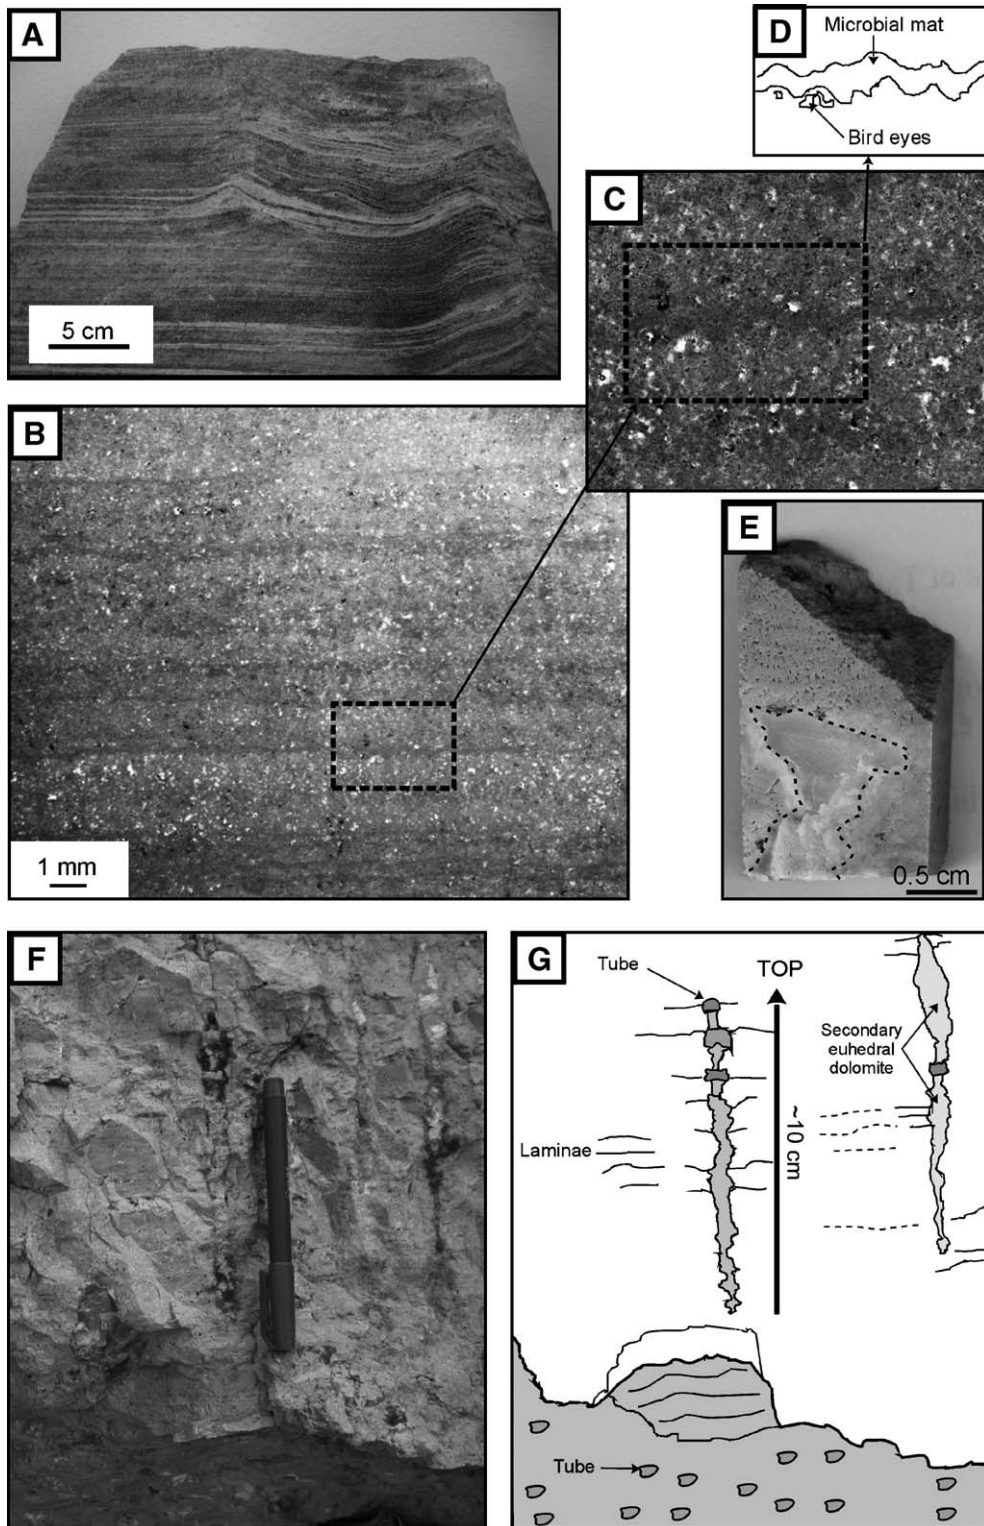 A
5 cm
D
Microbial mat
Bird eyes
C
B
1 mm
E
0.5 cm
F
G
Tube
TOP
Secondary
euhedral
dolomite
Laminae
~10 cm
Tube